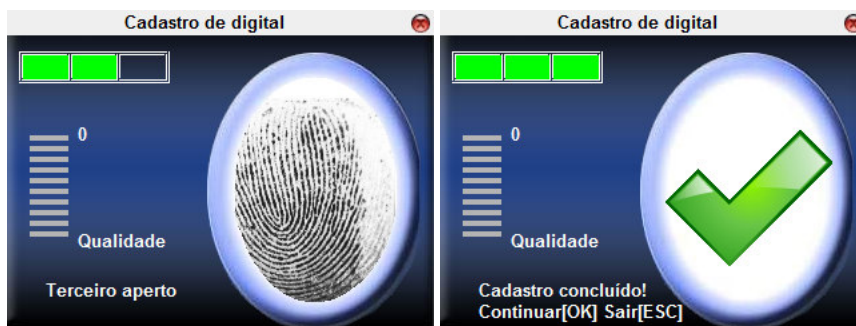 Cadastro de digital
0
Qualidade
Terceiro aperto
Cadastro de digital
0
Qualidade
Cadastro concluído!
Continuar[OK] Sair[ESC]